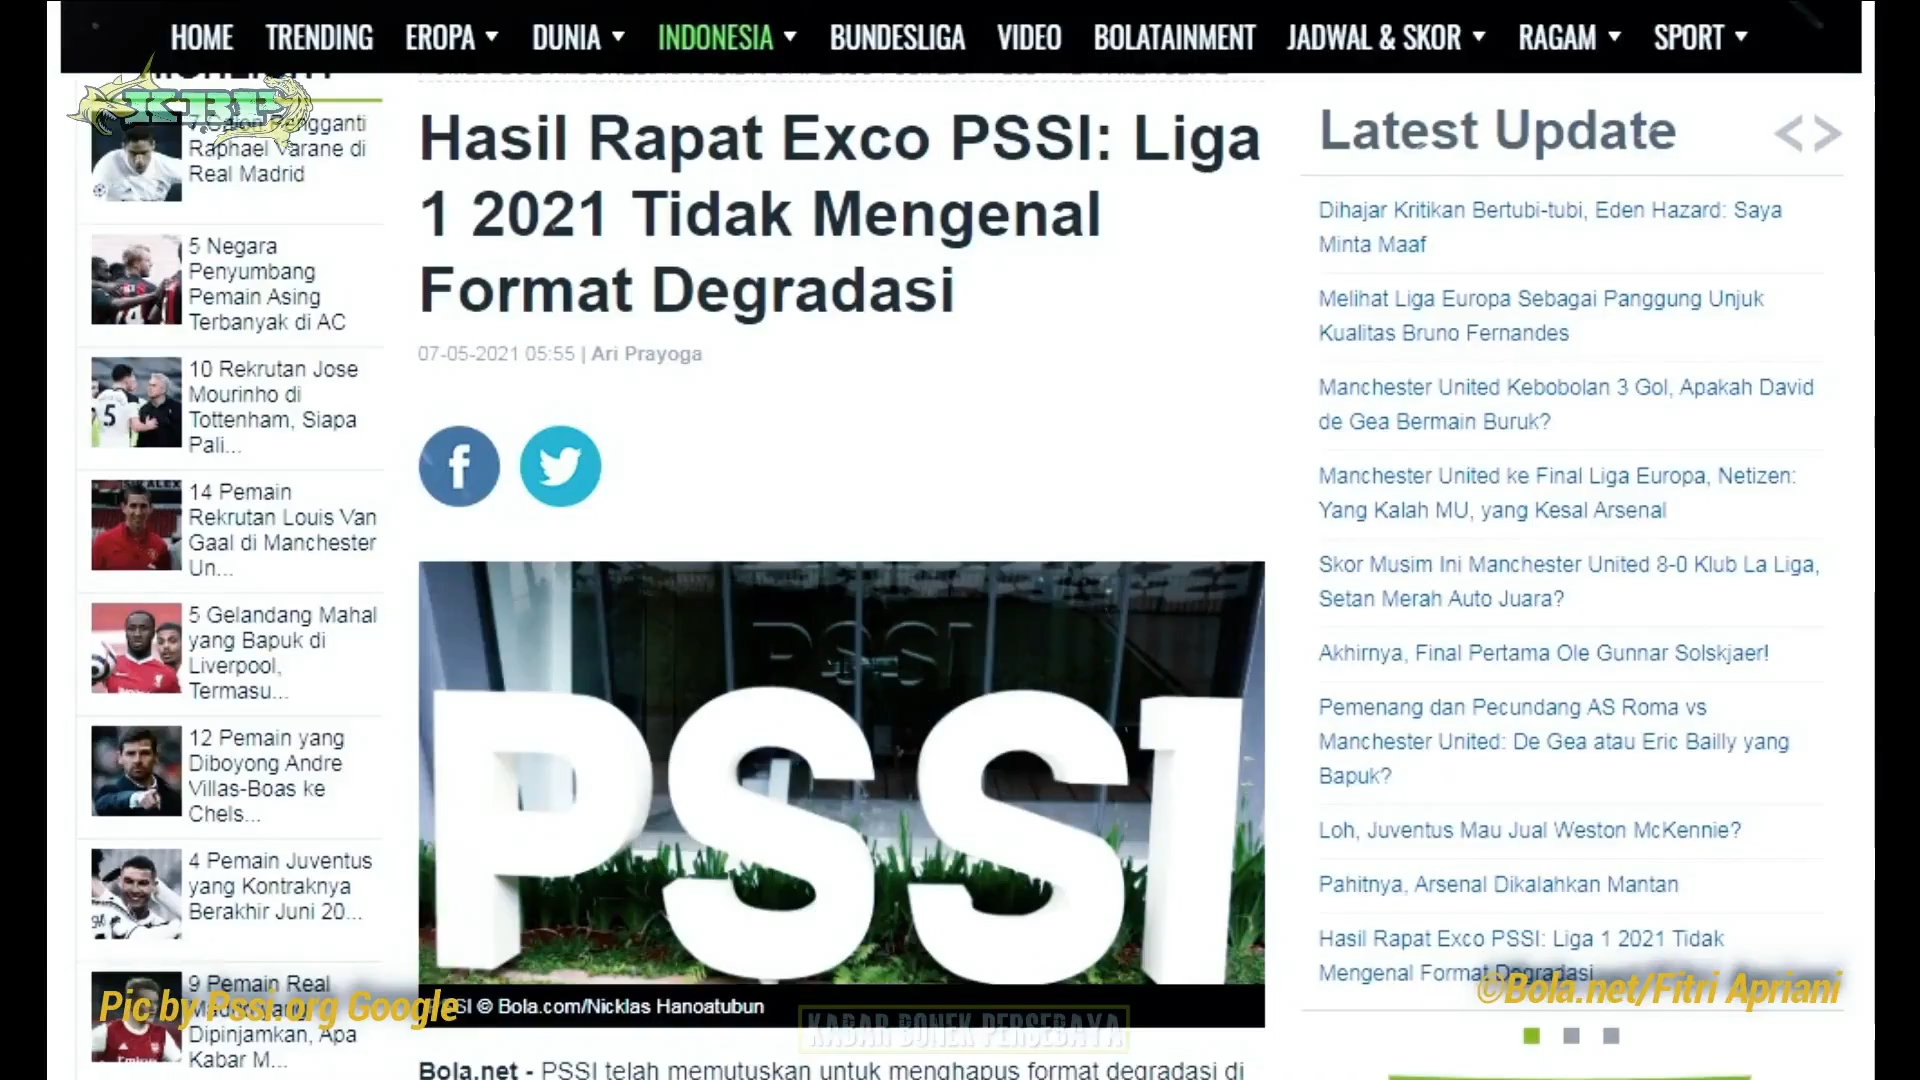 HOME TRENDING EROPA DUNIA INDONESIA BUNDESLIGA VIDEO BOLATAINMENT JADWAL & SKOR RAGAM SPORT
KBP
Pengganti
Raphael Varane di
Real Madrid
5 Negara
Penyumbang
Pemain Asing
Terbanyak di AC
10 Rekrutan Jose
Mourinho di
Tottenham, Siapa
Pali...
14 Pemain
Rekrutan Louis Van
Gaal di Manchester
Un...
5 Gelandang Mahal
yang Bapuk di
Liverpool,
Termasu...
12 Pemain yang
Diboyong Andre
Villas-Boas ke
Chels...
4 Pemain Juventus
yang Kontraknya
Berakhir Juni 20...
9 Pemain Real
Dipinjamkan, Apa
Kabar M...
Pic by Pssi.org Google
Hasil Rapat Exco PSSI: Liga
1 2021 Tidak Mengenal
Format Degradasi
07-05-2021 05:55 | Ari Prayoga
PSSI
PSSI
© Bola.com/Nicklas Hanoatubun
KABAR BONEK PERSEBAYA
Bola.net - PSSI telah memutuskan untuk menghapus format degradasi di
Latest Update
Dihajar Kritikan Bertubi-tubi, Eden Hazard: Saya
Minta Maaf
Melihat Liga Europa Sebagai Panggung Unjuk
Kualitas Bruno Fernandes
Manchester United Kebobolan 3 Gol, Apakah David
de Gea Bermain Buruk?
Manchester United ke Final Liga Europa, Netizen:
Yang Kalah MU, yang Kesal Arsenal
Skor Musim Ini Manchester United 8-0 Klub La Liga,
Setan Merah Auto Juara?
Akhirnya, Final Pertama Ole Gunnar Solskjaer!
Pemenang dan Pecundang AS Roma vs
Manchester United: De Gea atau Eric Bailly yang
Bapuk?
Loh, Juventus Mau Jual Weston McKennie?
Pahitnya, Arsenal Dikalahkan Mantan
Hasil Rapat Exco PSSI: Liga 1 2021 Tidak
Mengenal Format Degradasi
©Bola.net/Fitri Apriani